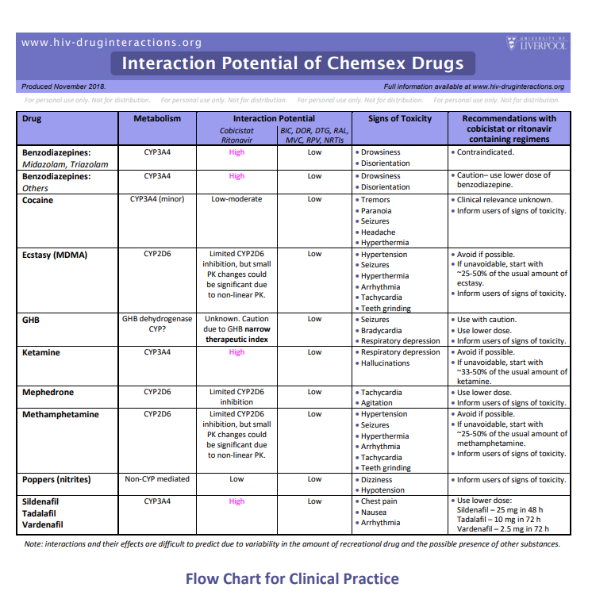 www.hiv-druginteractions.org
UNIVERSITY OF
LIVERPOOL
Interaction Potential of Chemsex Drugs
Produced November 2018.
Full information available at www.hiv-druginteractions.org
For personal use only. Not for distribution. For personal use only. Not for distribution. For personal use only. Not for distribution. For personal use only. Not for distribution.
Drug
Metabolism
Interaction Potential
Cobicistat
Ritonavir
BIC, DOR, DTG, RAL,
MVC, RPV, NRTIs
Signs of Toxicity
Recommendations with
cobicistat or ritonavir
containing regimens
Benzodiazepines:
Midazolam, Triazolam
CYP3A4
High
Low
• Drowsiness
• Disorientation
• Contraindicated.
Benzodiazepines:
Others
CYP3A4
High
Low
• Drowsiness
• Disorientation
• Caution– use lower dose of
benzodiazepine.
Cocaine
CYP3A4 (minor)
Low-moderate
Low
• Tremors
• Paranoia
• Seizures
• Headache
• Hyperthermia
• Clinical relevance unknown.
• Inform users of signs of toxicity.
Ecstasy (MDMA)
CYP2D6
Limited CYP2D6
inhibition, but small
PK changes could
be significant due
to non-linear PK.
Low
• Hypertension
• Seizures
• Hyperthermia
• Arrhythmia
• Tachycardia
• Teeth grinding
• Avoid if possible.
• If unavoidable, start with
~25-50% of the usual amount of
ecstasy.
• Inform users of signs of toxicity.
GHB
GHB dehydrogenase
CYP?
Unknown. Caution
due to GHB narrow
therapeutic index
Low
• Seizures
• Bradycardia
• Respiratory depression
• Use with caution.
• Use lower dose.
• Inform users of signs of toxicity.
Ketamine
CYP3A4
High
Low
• Respiratory depression
• Hallucinations
• Avoid if possible.
• If unavoidable, start with
~33-50% of the usual amount of
ketamine.
Mephedrone
CYP2D6
Limited CYP2D6
inhibition
Low
• Tachycardia
• Agitation
• Use lower dose.
• Inform users of signs of toxicity.
Methamphetamine
CYP2D6
Limited CYP2D6
inhibition, but small
PK changes could
be significant due
to non-linear PK.
Low
• Hypertension
• Seizures
• Hyperthermia
• Arrhythmia
• Tachycardia
• Teeth grinding
• Avoid if possible.
• If unavoidable, start with
~25-50% of the usual amount of
methamphetamine.
• Inform users of signs of toxicity.
Poppers (nitrites)
Non-CYP mediated
Low
Low
• Dizziness
• Hypotension
• Inform users of signs of toxicity.
Sildenafil
Tadalafil
Vardenafil
CYP3A4
High
Low
• Chest pain
• Nausea
• Arrhythmia
• Use lower dose:
Sildenafil – 25 mg in 48 h
Tadalafil – 10 mg in 72 h
Vardenafil – 2.5 mg in 72 h
Note: interactions and their effects are difficult to predict due to variability in the amount of recreational drug and the possible presence of other substances.
Flow Chart for Clinical Practice